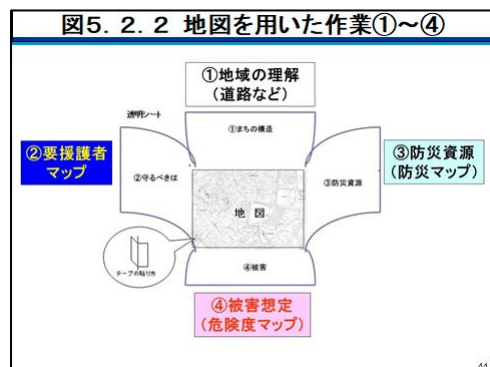 図5.2.2 地図を用いた作業①～④
①地域の理解
(道路など)
透明シート
①まちの構造
②要援護者
マップ
②守るべきは
③防災資源
③防災資源
(防災マップ)
地図
テープの貼り方
④被害
④被害想定
(危険度マップ)
44